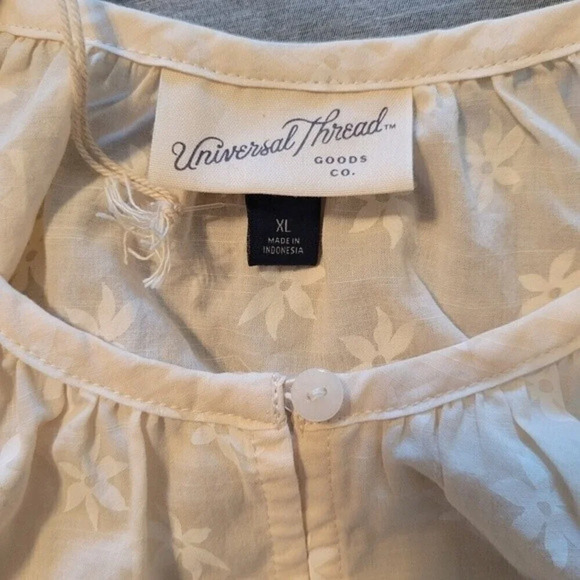 Universal Thread™
GOODS
CO.
XL
MADE IN
INDONESIA